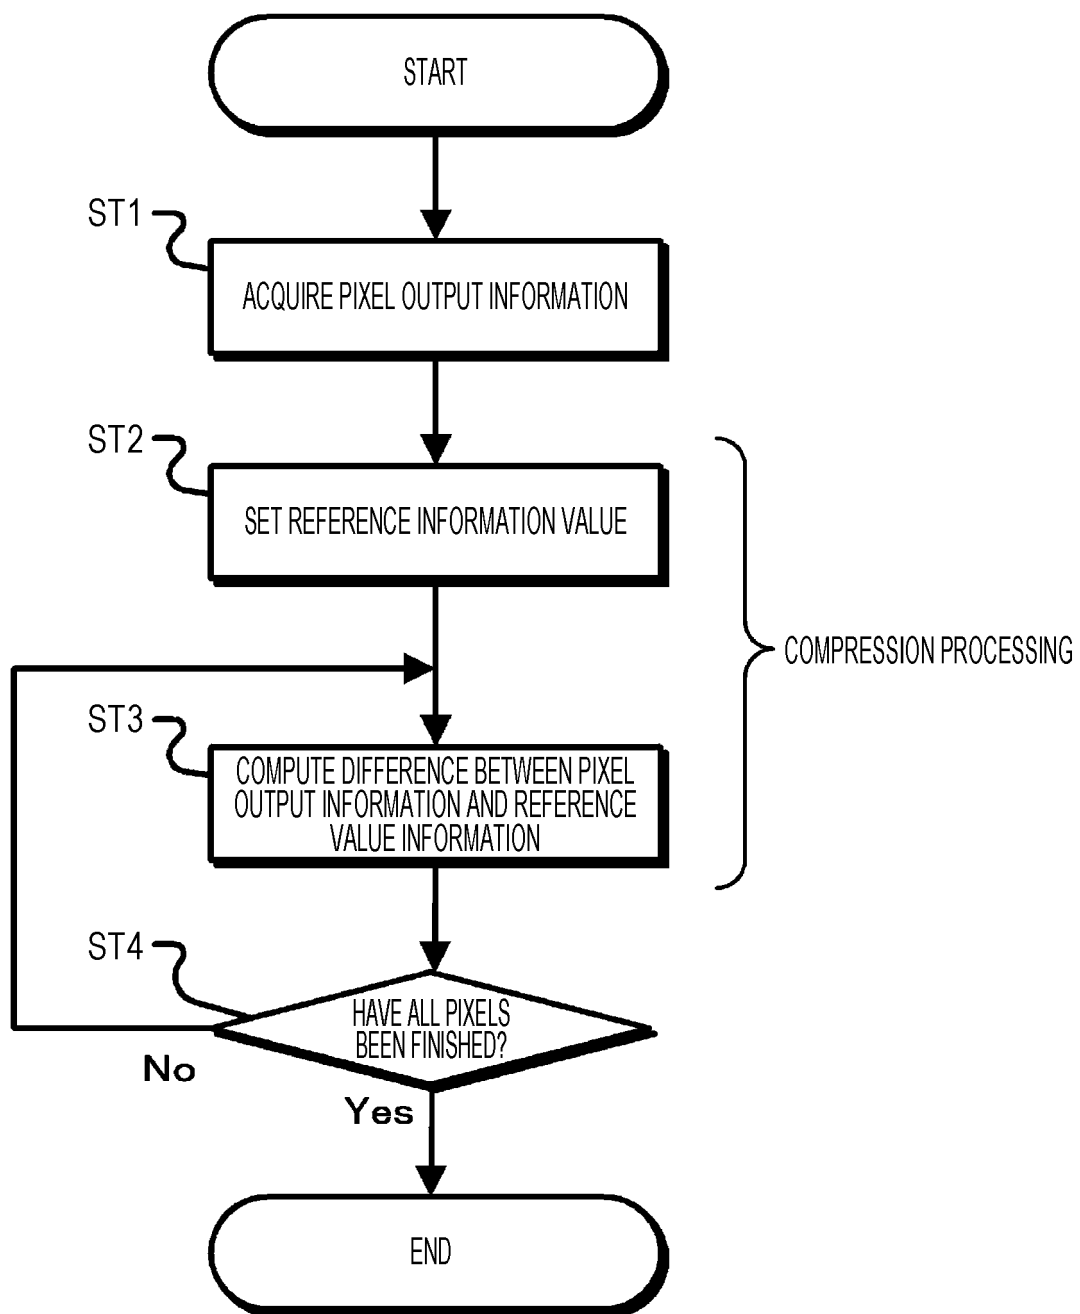 START
ST1
ACQUIRE PIXEL OUTPUT INFORMATION
ST2
SET REFERENCE INFORMATION VALUE
COMPRESSION PROCESSING
ST3
COMPUTE DIFFERENCE BETWEEN PIXEL
OUTPUT INFORMATION AND REFERENCE
VALUE INFORMATION
ST4
HAVE ALL PIXELS
BEEN FINISHED?
No
Yes
END